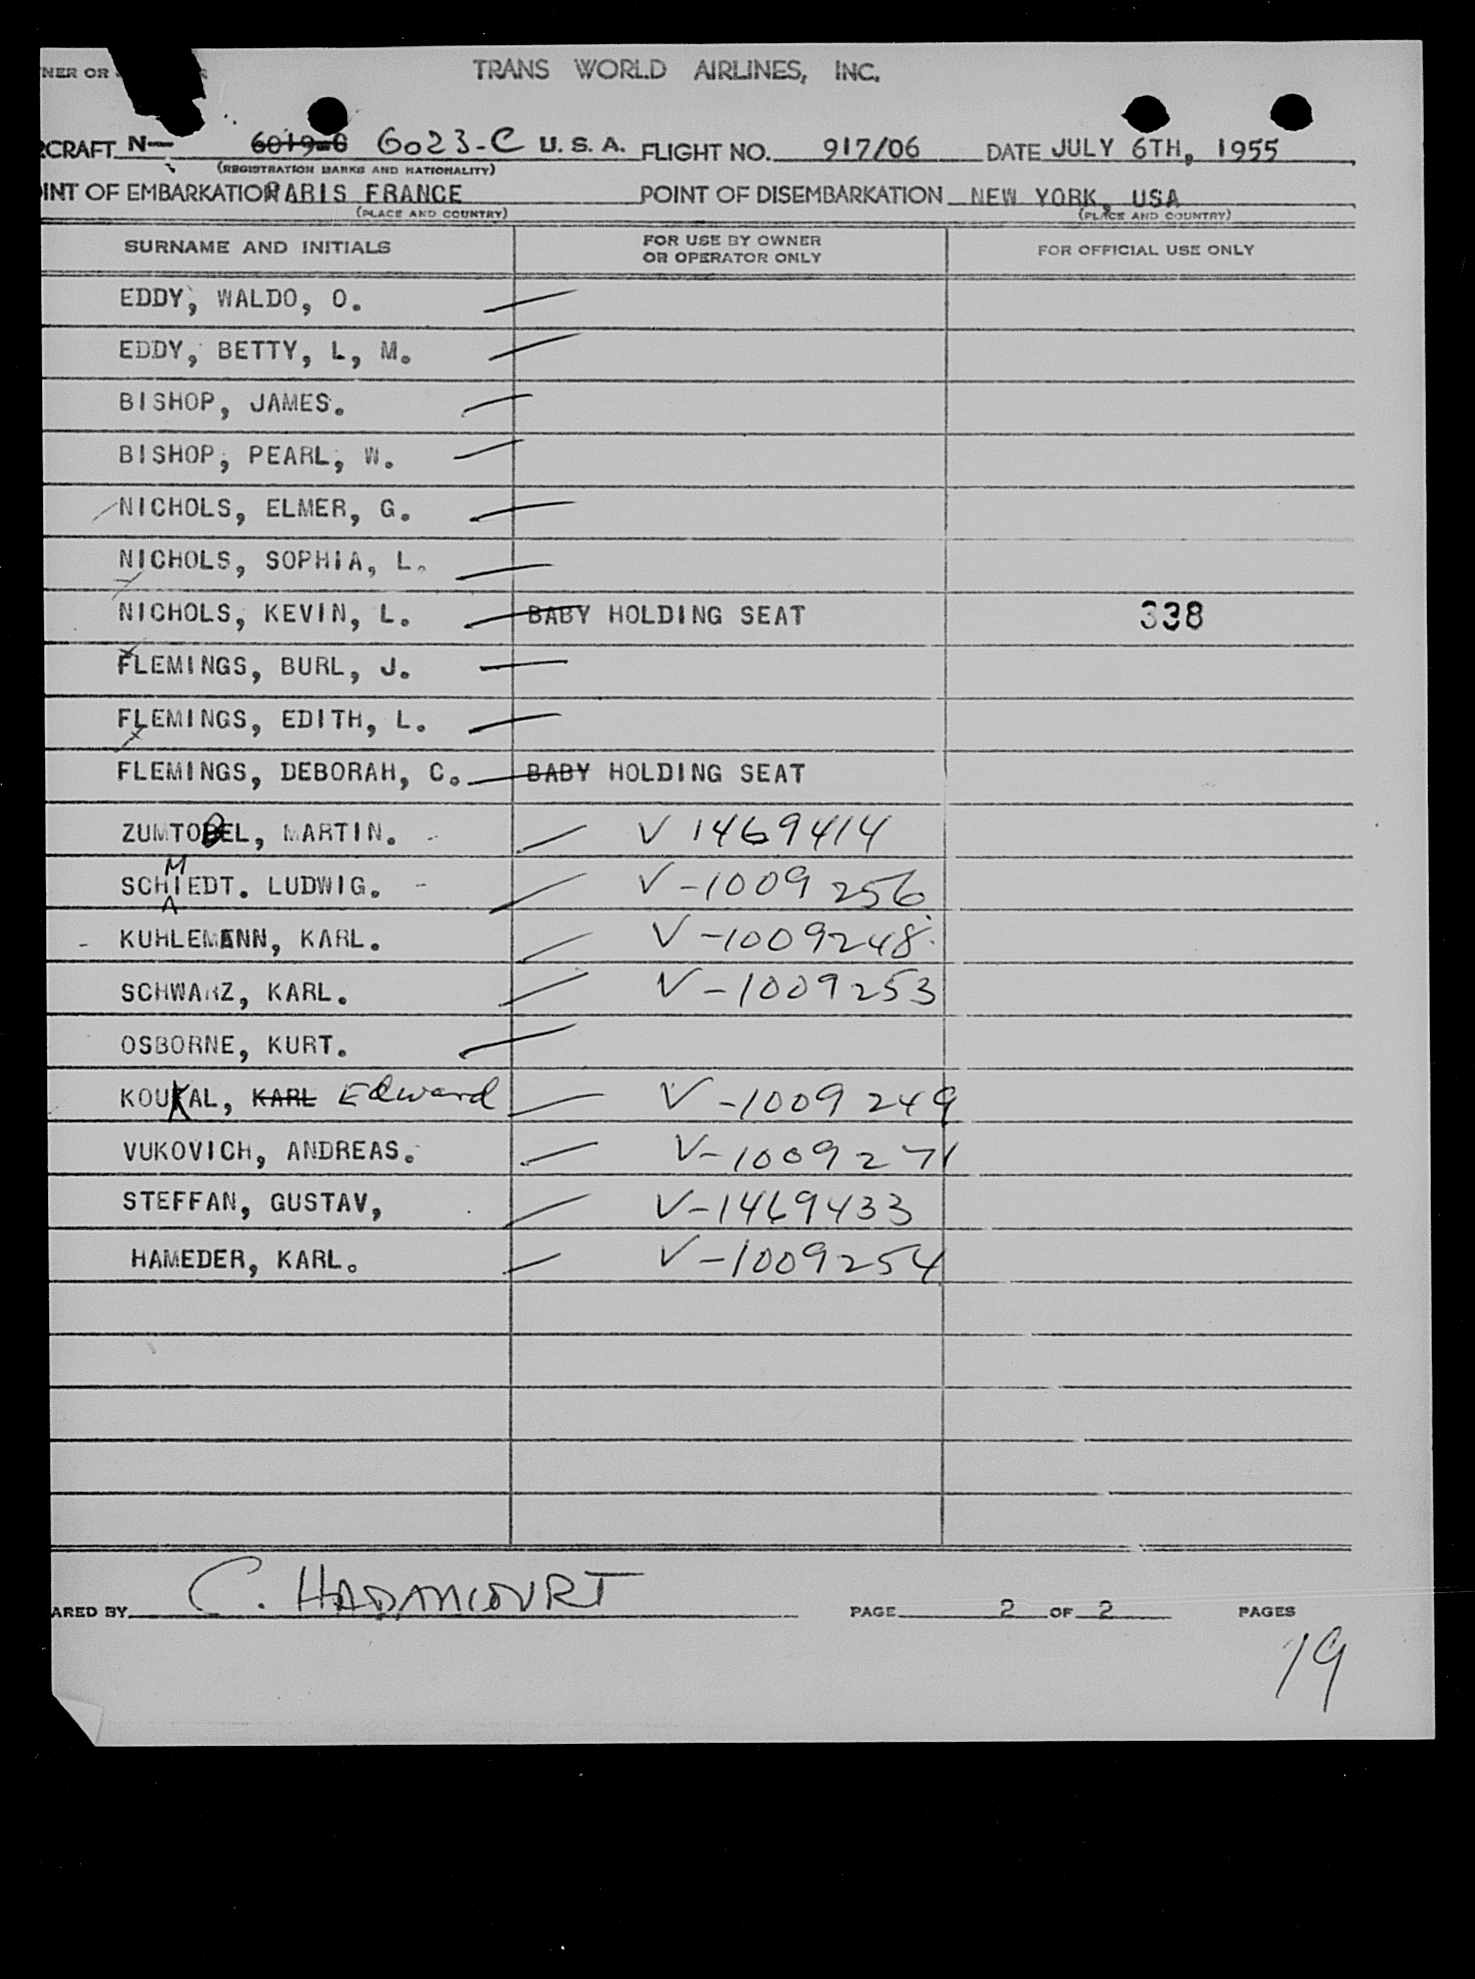 NER OR
TRANS WORLD AIRLINES, INC.
RCRAFT N— 6019-C 6023-C U.S.A. FLIGHT NO. 917/06 DATE JULY 6TH, 1955
(REGISTRATION MARKS AND NATIONALITY)
INT OF EMBARKATION PARIS FRANCE POINT OF DISEMBARKATION NEW YORK, USA
(PLACE AND COUNTRY) (PLACE AND COUNTRY)
SURNAME AND INITIALS FOR USE BY OWNER OR OPERATOR ONLY FOR OFFICIAL USE ONLY
EDDY, WALDO, O.
EDDY, BETTY, L, M.
BISHOP, JAMES.
BISHOP, PEARL, W.
NICHOLS, ELMER, G.
NICHOLS, SOPHIA, L.
NICHOLS, KEVIN, L. BABY HOLDING SEAT 338
FLEMINGS, BURL, J.
FLEMINGS, EDITH, L.
FLEMINGS, DEBORAH, C. BABY HOLDING SEAT
ZUMTOBEL, MARTIN. V 1469414
SCHMIEDT. LUDWIG. V-1009256
KUHLEMANN, KARL. V-1009248
SCHWARZ, KARL. V-1009253
OSBORNE, KURT.
KOUKAL, KARL Edward V-1009249
VUKOVICH, ANDREAS. V-1009271
STEFFAN, GUSTAV, V-1469433
HAMEDER, KARL. V-1009254
ARED BY C. HADANCOURT PAGE 2 OF 2 PAGES
19